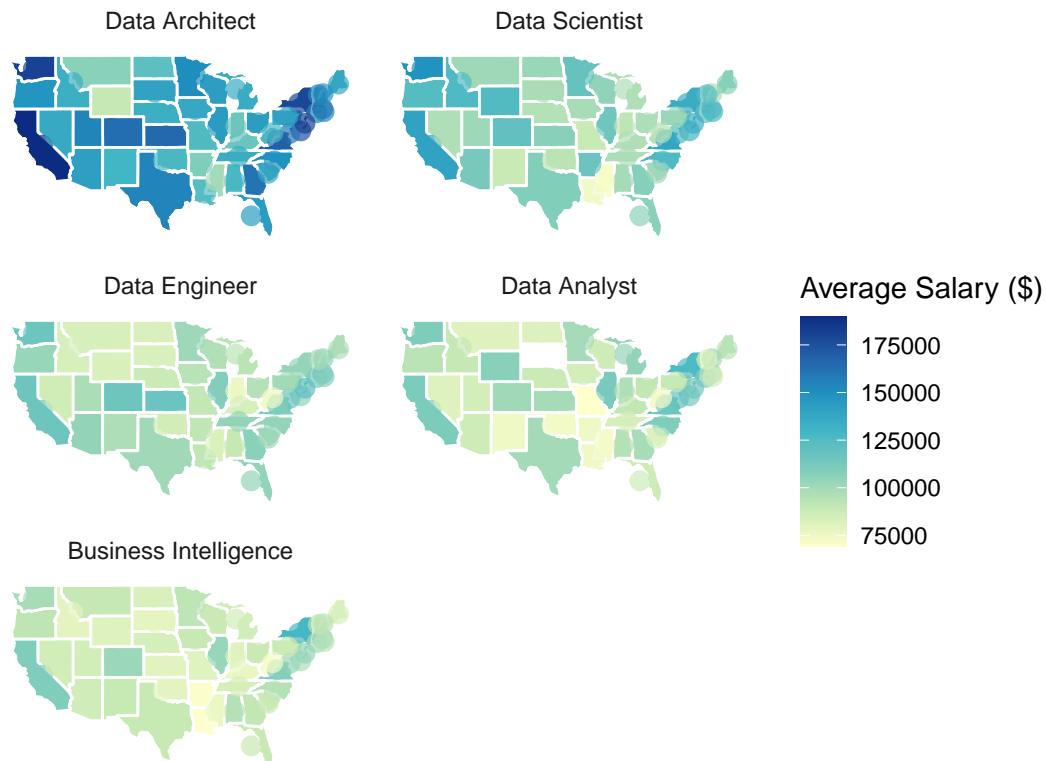 Data Architect
Data Scientist
Data Engineer
Data Analyst
Average Salary ($)
175000
150000
125000
100000
75000
Business Intelligence